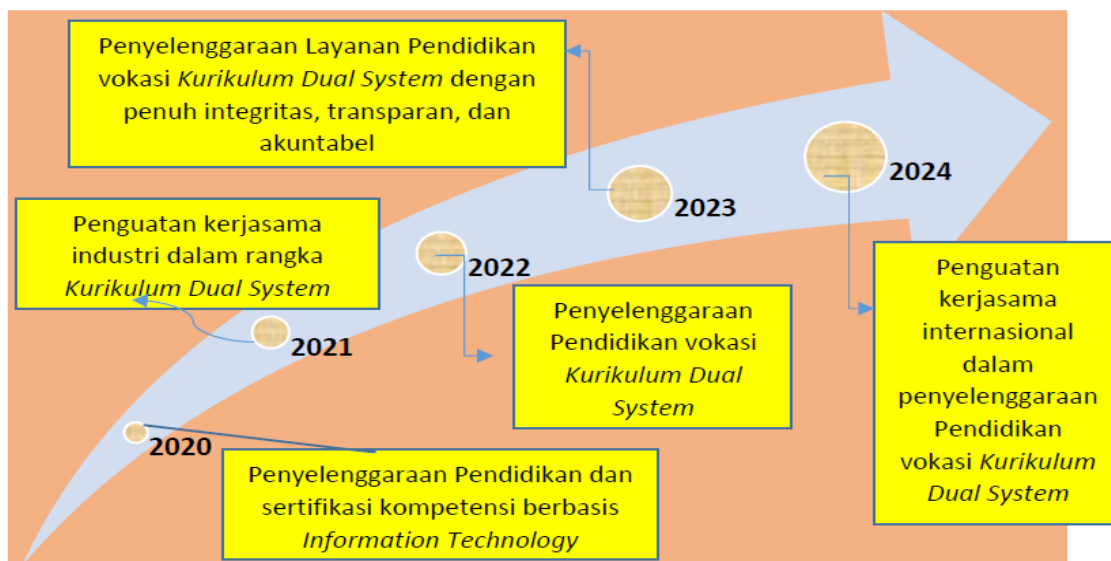 Penyelenggaraan Layanan Pendidikan
vokasi Kurikulum Dual System dengan
penuh integritas, transparan, dan
akuntabel
2024
2023
Penguatan kerjasama
industri dalam rangka
Kurikulum Dual System
2022
Penguatan
kerjasama
internasional
dalam
penyelenggaraan
Pendidikan
vokasi Kurikulum
Dual System
Penyelenggaraan
Pendidikan vokasi
Kurikulum Dual
System
2021
2020
Penyelenggaraan Pendidikan dan
sertifikasi kompetensi berbasis
Information Technology